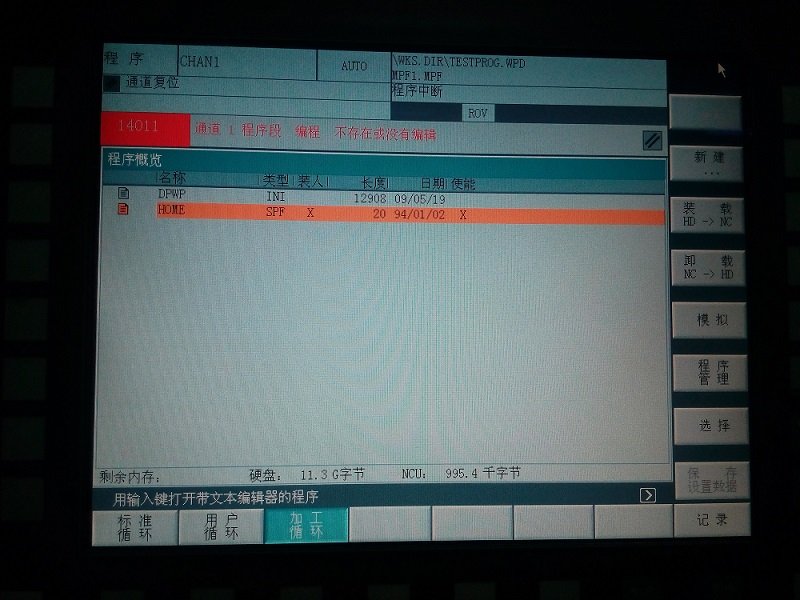 程 序 CHAN1 AUTO \WKS.DIR\TESTPROG.WPD
MPF1.MPF
通道复位 程序中断
ROV
14011 通道 1 程序段 编程 不存在或没有编辑
程序概览
名称 类型 装入 长度 日期 使能
DPWP INI 12908 09/05/19
HOME SPF X 20 94/01/02 X
剩余内存: 硬盘: 11.3 G字节 NCU: 995.4 千字节
用输入键打开带文本编辑器的程序
标 准
循 环
用 户
循 环
加 工
循 环
新 建
...
装 载
HD -> NC
卸 载
NC -> HD
模 拟
程 序
管 理
选 择
保 存
设置数据
记 录